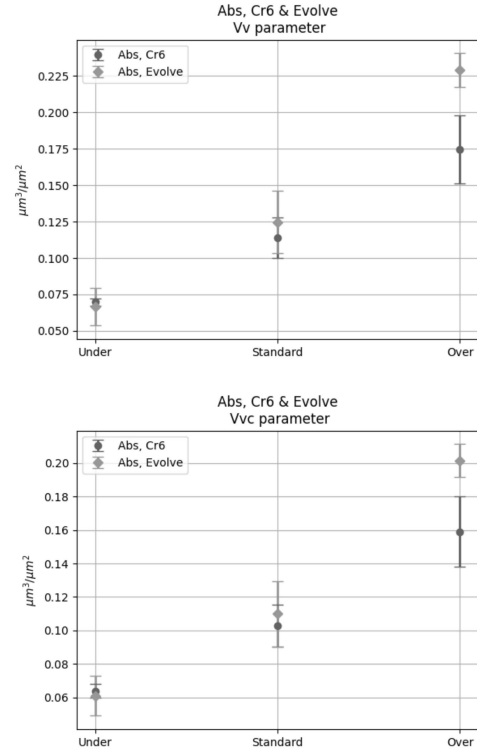 Abs, Cr6 & Evolve
Vv parameter
Abs, Cr6
Abs, Evolve
0.225
0.200
0.175
0.150
0.125
0.100
0.075
0.050
μm³/μm²
Under Standard Over
Abs, Cr6 & Evolve
Vvc parameter
Abs, Cr6
Abs, Evolve
0.20
0.18
0.16
0.14
0.12
0.10
0.08
0.06
μm³/μm²
Under Standard Over